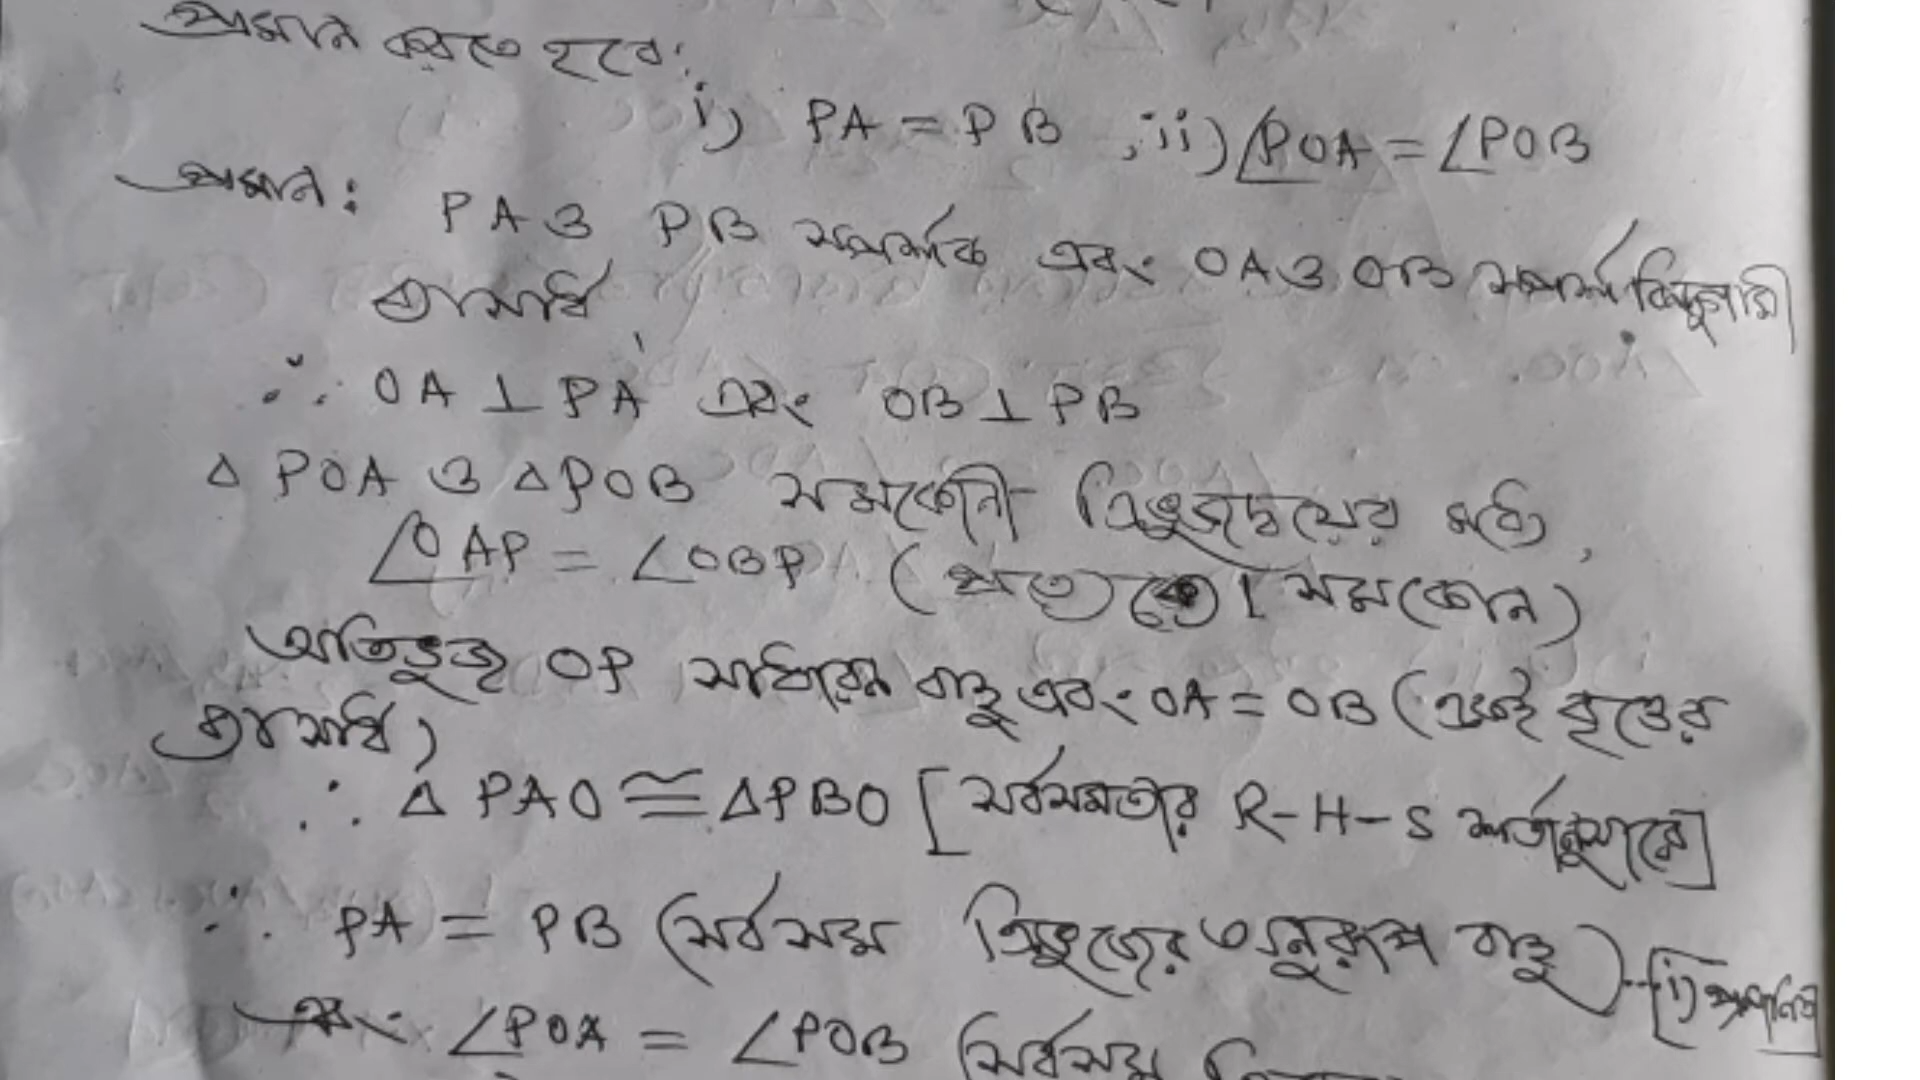 প্রমান করতে হবে:
i) PA = PB , ii) ∠POA = ∠POB
প্রমান: PA ও PB স্পর্শক এবং OA ও OB স্পর্শবিন্দুগামী
ব্যাসার্ধ,
∴ OA ⊥ PA এবং OB ⊥ PB
△ POA ও △POB সমকোনী ত্রিভুজদ্বয়ের মধ্যে,
∠OAP = ∠OBP (প্রত্যেকে 1 সমকোন)
অতিভুজ OP সাধারন বাহু এবং OA = OB (একই বৃত্তের
ব্যাসার্ধ)
∴ △ PAO ≅ △PBO [সর্বসমতার R-H-S শর্তানুসারে]
∴ PA = PB (সর্বসম ত্রিভুজের অনুরূপ বাহু) --[i) প্রমানিত]
এবং ∠POA = ∠POB (সর্বসম